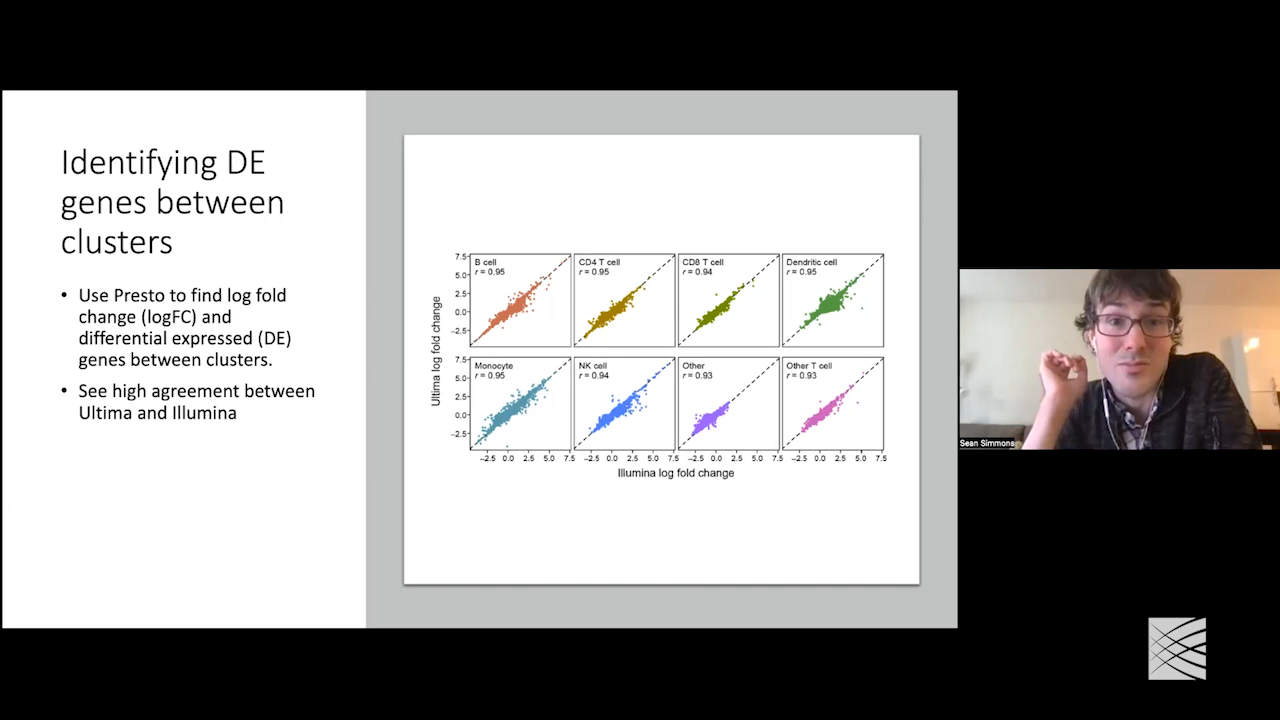 Identifying DE
genes between
clusters
• Use Presto to find log fold
change (logFC) and
differential expressed (DE)
genes between clusters.
• See high agreement between
Ultima and Illumina
Ultima log fold change
7.5
5.0
2.5
0.0
−2.5
B cell
r = 0.95
CD4 T cell
r = 0.95
CD8 T cell
r = 0.94
Dendritic cell
r = 0.95
7.5
5.0
2.5
0.0
−2.5
Monocyte
r = 0.95
NK cell
r = 0.94
Other
r = 0.93
Other T cell
r = 0.93
−2.5 0.0 2.5 5.0 7.5
−2.5 0.0 2.5 5.0 7.5
−2.5 0.0 2.5 5.0 7.5
−2.5 0.0 2.5 5.0 7.5
Illumina log fold change
Sean Simmons